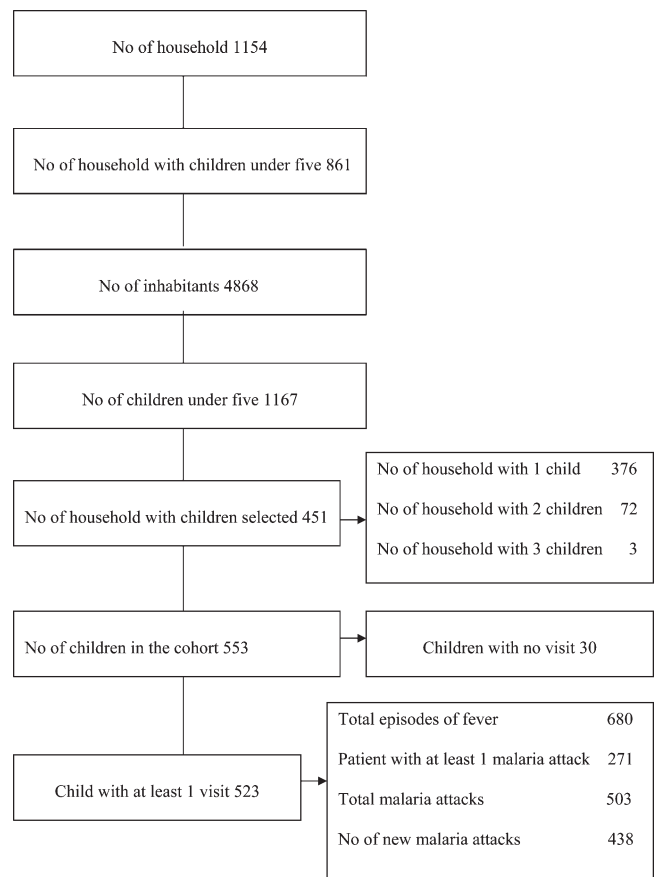 No of household 1154
No of household with children under five 861
No of inhabitants 4868
No of children under five 1167
No of household with children selected 451
No of household with 1 child 376
No of household with 2 children 72
No of household with 3 children 3
No of children in the cohort 553
Children with no visit 30
Child with at least 1 visit 523
Total episodes of fever 680
Patient with at least 1 malaria attack 271
Total malaria attacks 503
No of new malaria attacks 438